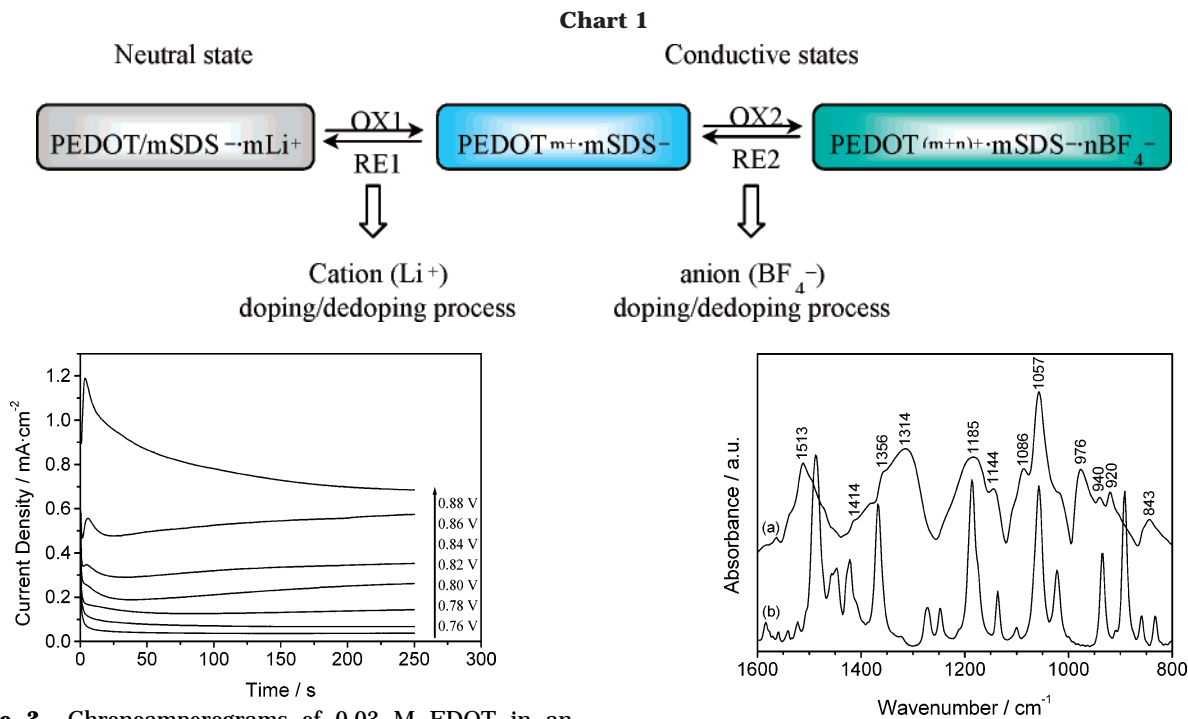 Chart 1
Neutral state
Conductive states
PEDOT/mSDS⁻·mLi⁺
OX1
RE1
PEDOTᵐ⁺·mSDS⁻
OX2
RE2
PEDOT⁽ᵐ⁺ⁿ⁾⁺·mSDS⁻·nBF₄⁻
Cation (Li⁺)
doping/dedoping process
anion (BF₄⁻)
doping/dedoping process
Current Density / mA·cm⁻²
1.2
1.0
0.8
0.6
0.4
0.2
0.0
0.88 V
0.86 V
0.84 V
0.82 V
0.80 V
0.78 V
0.76 V
0 50 100 150 200 250 300
Time / s
Absorbance / a.u.
1513
1414
1356
1314
1185
1144
1086
1057
976
940
920
843
(a)
(b)
1600 1400 1200 1000 800
Wavenumber / cm⁻¹
3. Chronoamperograms of 0.03 M EDOT in an